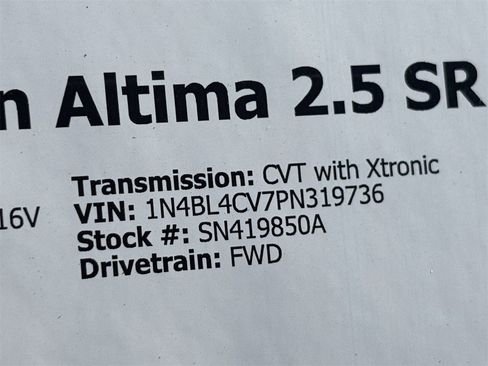 n Altima 2.5 SR
Transmission: CVT with Xtronic
16V VIN: 1N4BL4CV7PN319736
Stock #: SN419850A
Drivetrain: FWD